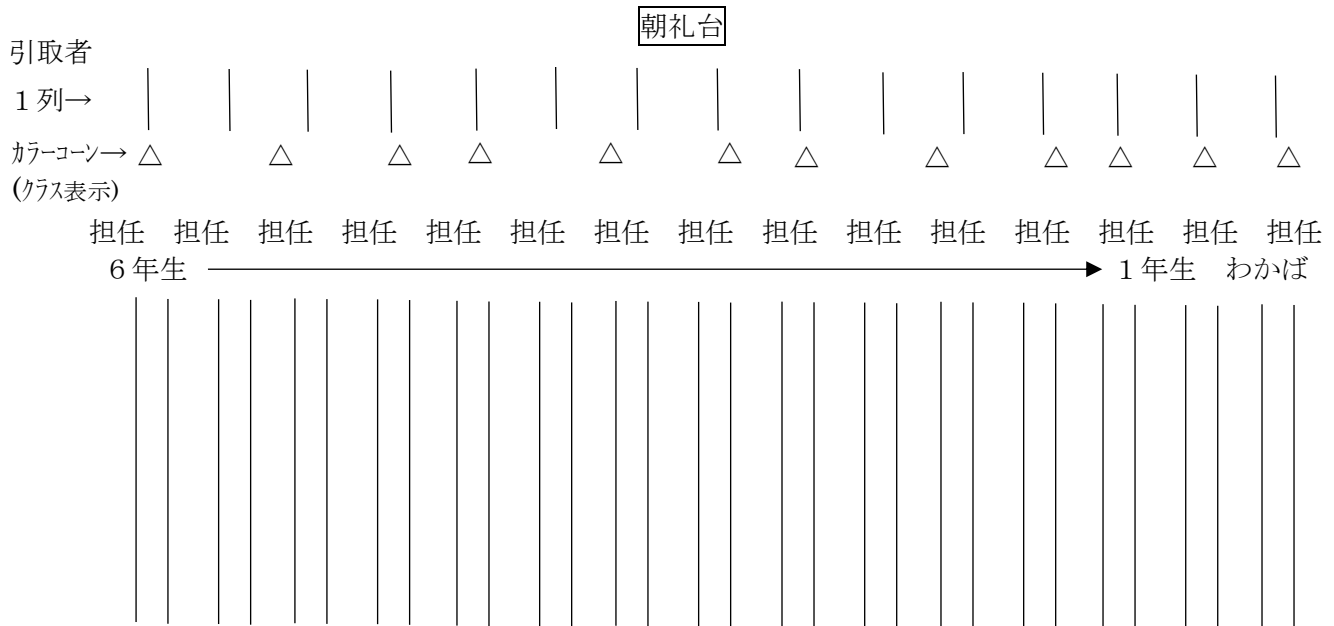 朝礼台
引取者
１列→
ｶﾗｰｺｰﾝ→ △ △ △ △ △ △ △ △ △ △ △ △
(ｸﾗｽ表示)
担任 担任 担任 担任 担任 担任 担任 担任 担任 担任 担任 担任 担任 担任 担任
６年生 １年生 わかば